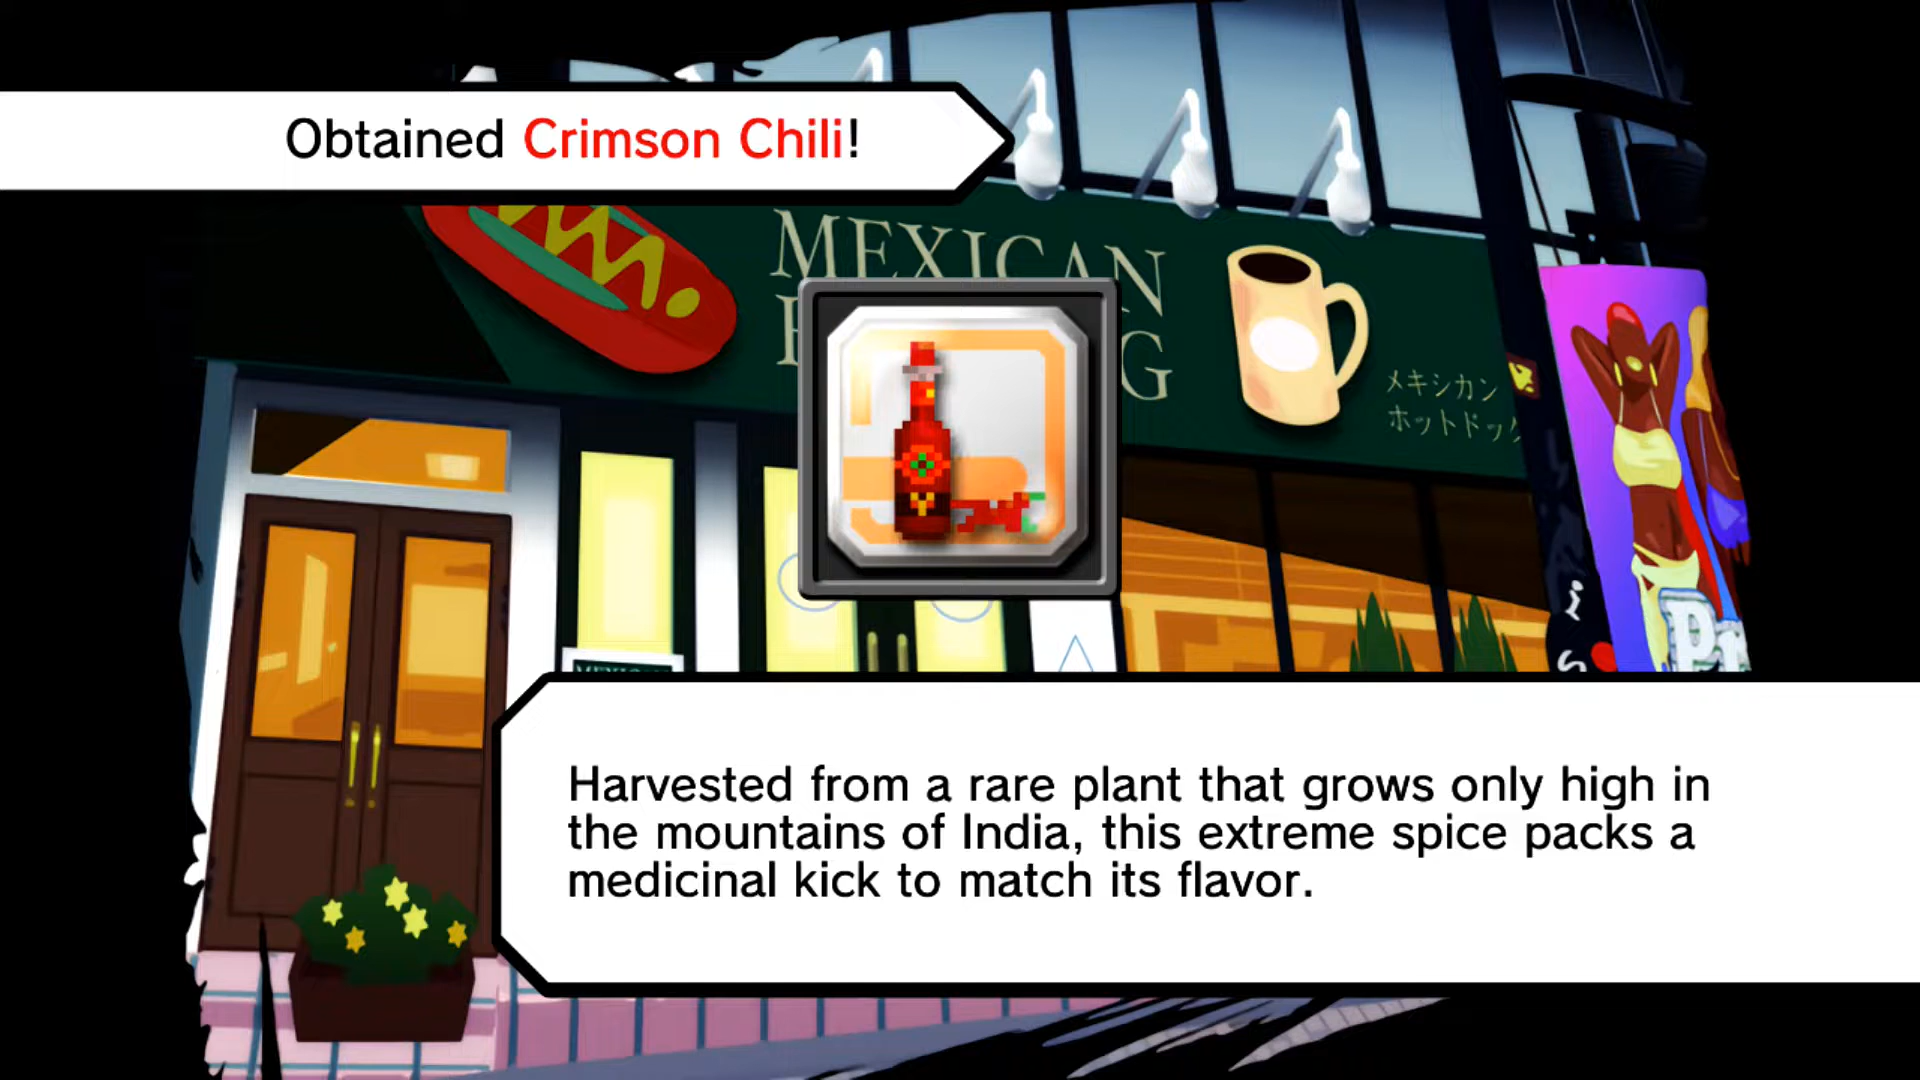 Obtained Crimson Chili!
MEXICAN
G
メキシカン
ホットドッグ
MEXICAN
i
S
Pr
Harvested from a rare plant that grows only high in
the mountains of India, this extreme spice packs a
medicinal kick to match its flavor.